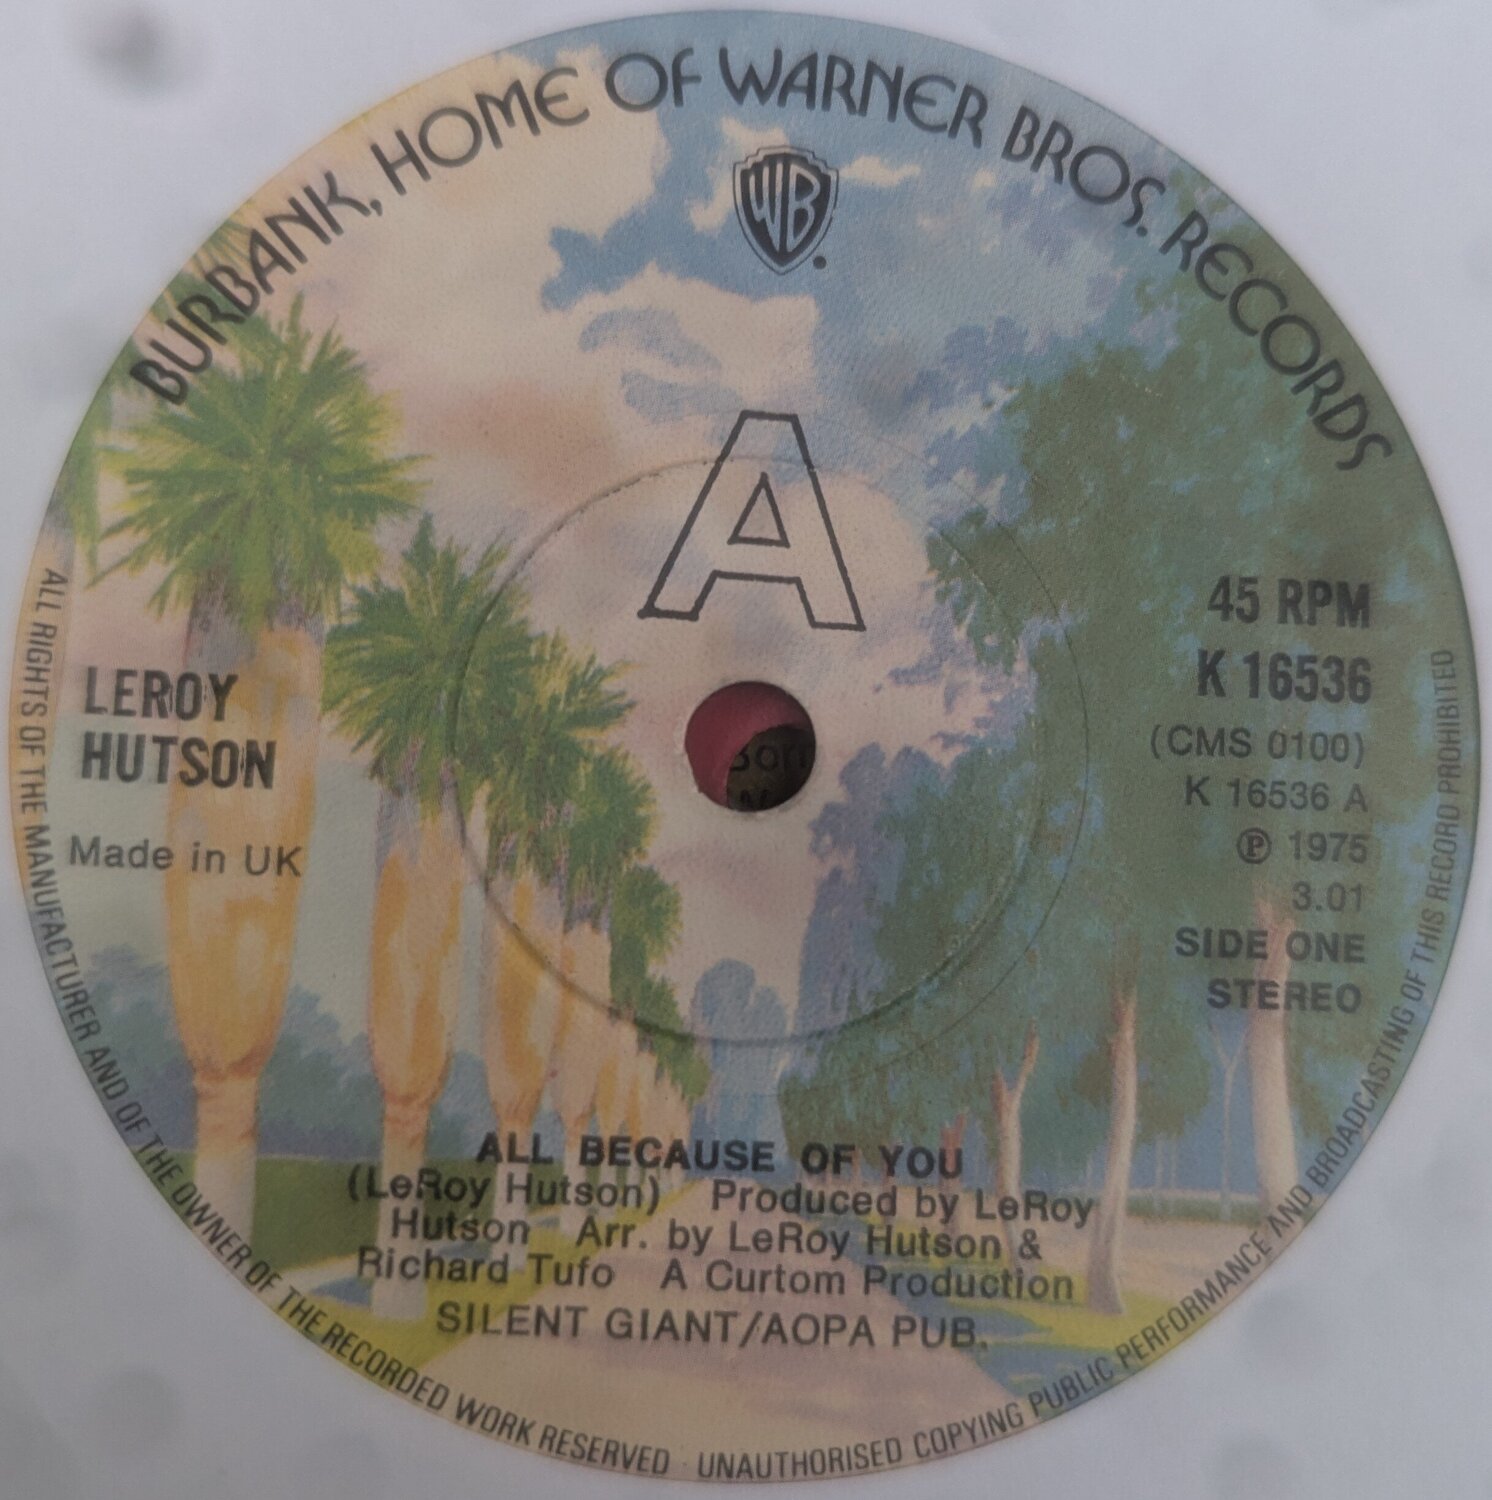 BURBANK, HOME OF WARNER BROS. RECORDS
WB
A
45 RPM
K 16536
(CMS 0100)
K 16536 A
℗ 1975
3.01
SIDE ONE
STEREO
LEROY
HUTSON
Made in UK
ALL BECAUSE OF YOU
(LeRoy Hutson) Produced by LeRoy
Hutson Arr. by LeRoy Hutson &
Richard Tufo A Curtom Production
SILENT GIANT/AOPA PUB.
ALL RIGHTS OF THE MANUFACTURER AND OF THE OWNER OF THE RECORDED WORK RESERVED · UNAUTHORISED COPYING PUBLIC PERFORMANCE AND BROADCASTING OF THIS RECORD PROHIBITED